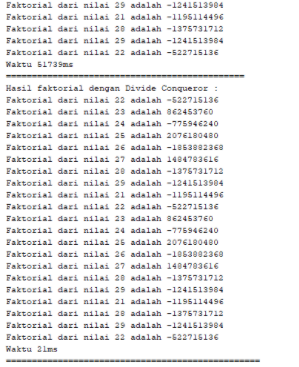 Faktorial dari nilai 29 adalah -1241513984
Faktorial dari nilai 21 adalah -1195114496
Faktorial dari nilai 28 adalah -1375731712
Faktorial dari nilai 29 adalah -1241513984
Faktorial dari nilai 22 adalah -522715136
Waktu 51739ms
==============================================
Hasil faktorial dengan Divide Conqueror :
Faktorial dari nilai 22 adalah -522715136
Faktorial dari nilai 23 adalah 862453760
Faktorial dari nilai 24 adalah -775946240
Faktorial dari nilai 25 adalah 2076180480
Faktorial dari nilai 26 adalah -1853882368
Faktorial dari nilai 27 adalah 1484783616
Faktorial dari nilai 28 adalah -1375731712
Faktorial dari nilai 29 adalah -1241513984
Faktorial dari nilai 21 adalah -1195114496
Faktorial dari nilai 22 adalah -522715136
Faktorial dari nilai 23 adalah 862453760
Faktorial dari nilai 24 adalah -775946240
Faktorial dari nilai 25 adalah 2076180480
Faktorial dari nilai 26 adalah -1853882368
Faktorial dari nilai 27 adalah 1484783616
Faktorial dari nilai 28 adalah -1375731712
Faktorial dari nilai 29 adalah -1241513984
Faktorial dari nilai 21 adalah -1195114496
Faktorial dari nilai 28 adalah -1375731712
Faktorial dari nilai 29 adalah -1241513984
Faktorial dari nilai 22 adalah -522715136
Waktu 21ms
=================================================